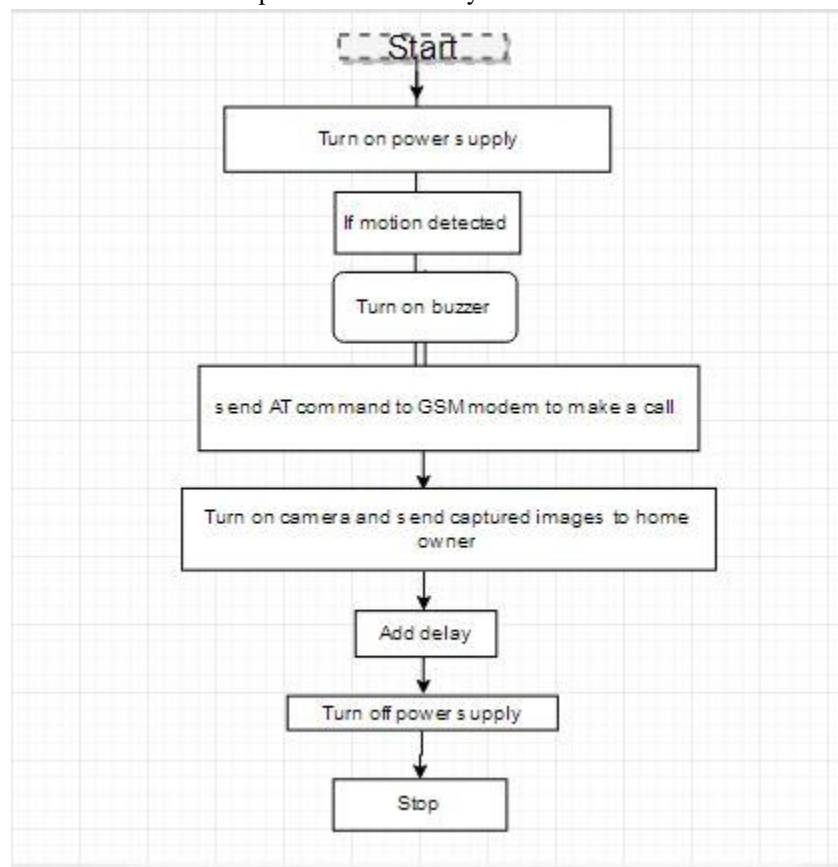 Start
Turn on power supply
If motion detected
Turn on buzzer
send AT command to GSM modem to make a call
Turn on camera and send captured images to home
owner
Add delay
Turn off power supply
Stop